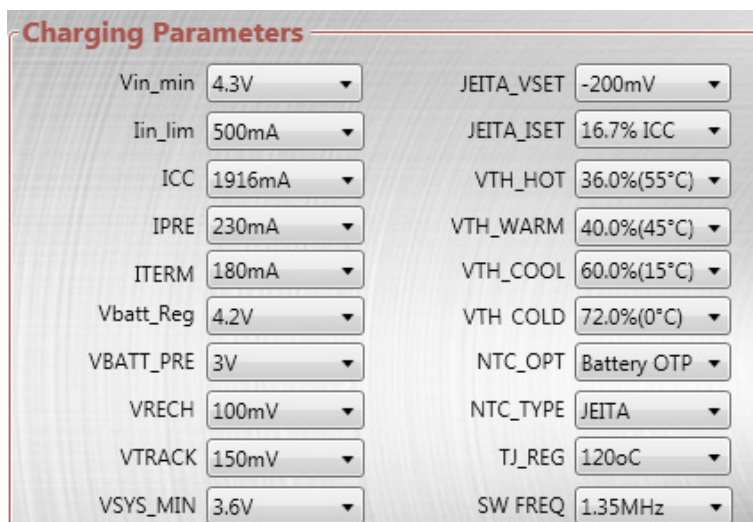 Charging Parameters
Vin_min 4.3V JEITA_VSET -200mV
Iin_lim 500mA JEITA_ISET 16.7% ICC
ICC 1916mA VTH_HOT 36.0%(55°C)
IPRE 230mA VTH_WARM 40.0%(45°C)
ITERM 180mA VTH_COOL 60.0%(15°C)
Vbatt_Reg 4.2V VTH COLD 72.0%(0°C)
VBATT_PRE 3V NTC_OPT Battery OTP
VRECH 100mV NTC_TYPE JEITA
VTRACK 150mV TJ_REG 120oC
VSYS_MIN 3.6V SW FREQ 1.35MHz